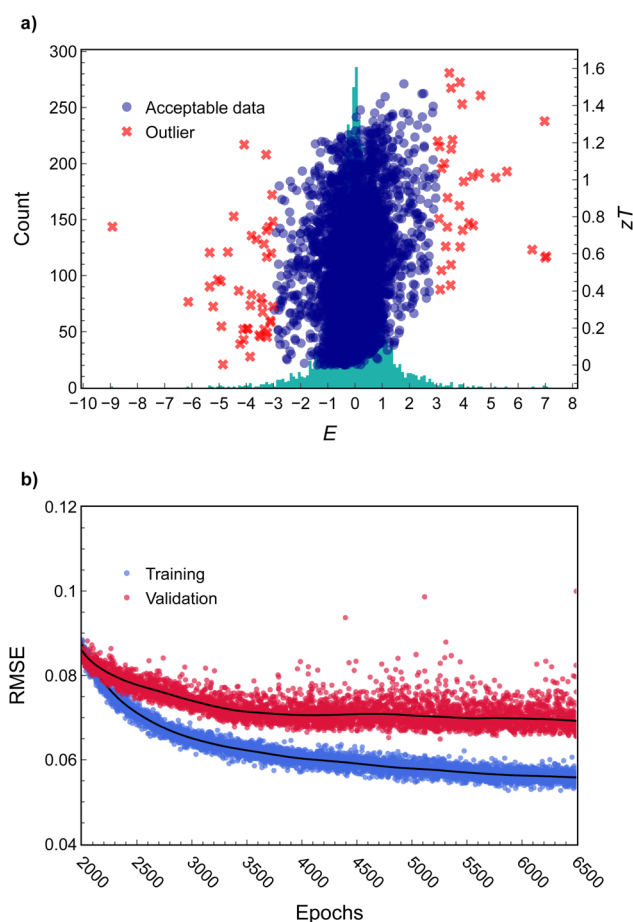 a)
300
250
200
150
100
50
0
Count
Acceptable data
Outlier
1.6
1.4
1.2
1
0.8
0.6
0.4
0.2
0
zT
−10 −9 −8 −7 −6 −5 −4 −3 −2 −1 0 1 2 3 4 5 6 7 8
E
b)
0.12
0.1
0.08
0.06
0.04
RMSE
Training
Validation
2000 2500 3000 3500 4000 4500 5000 5500 6000 6500
Epochs